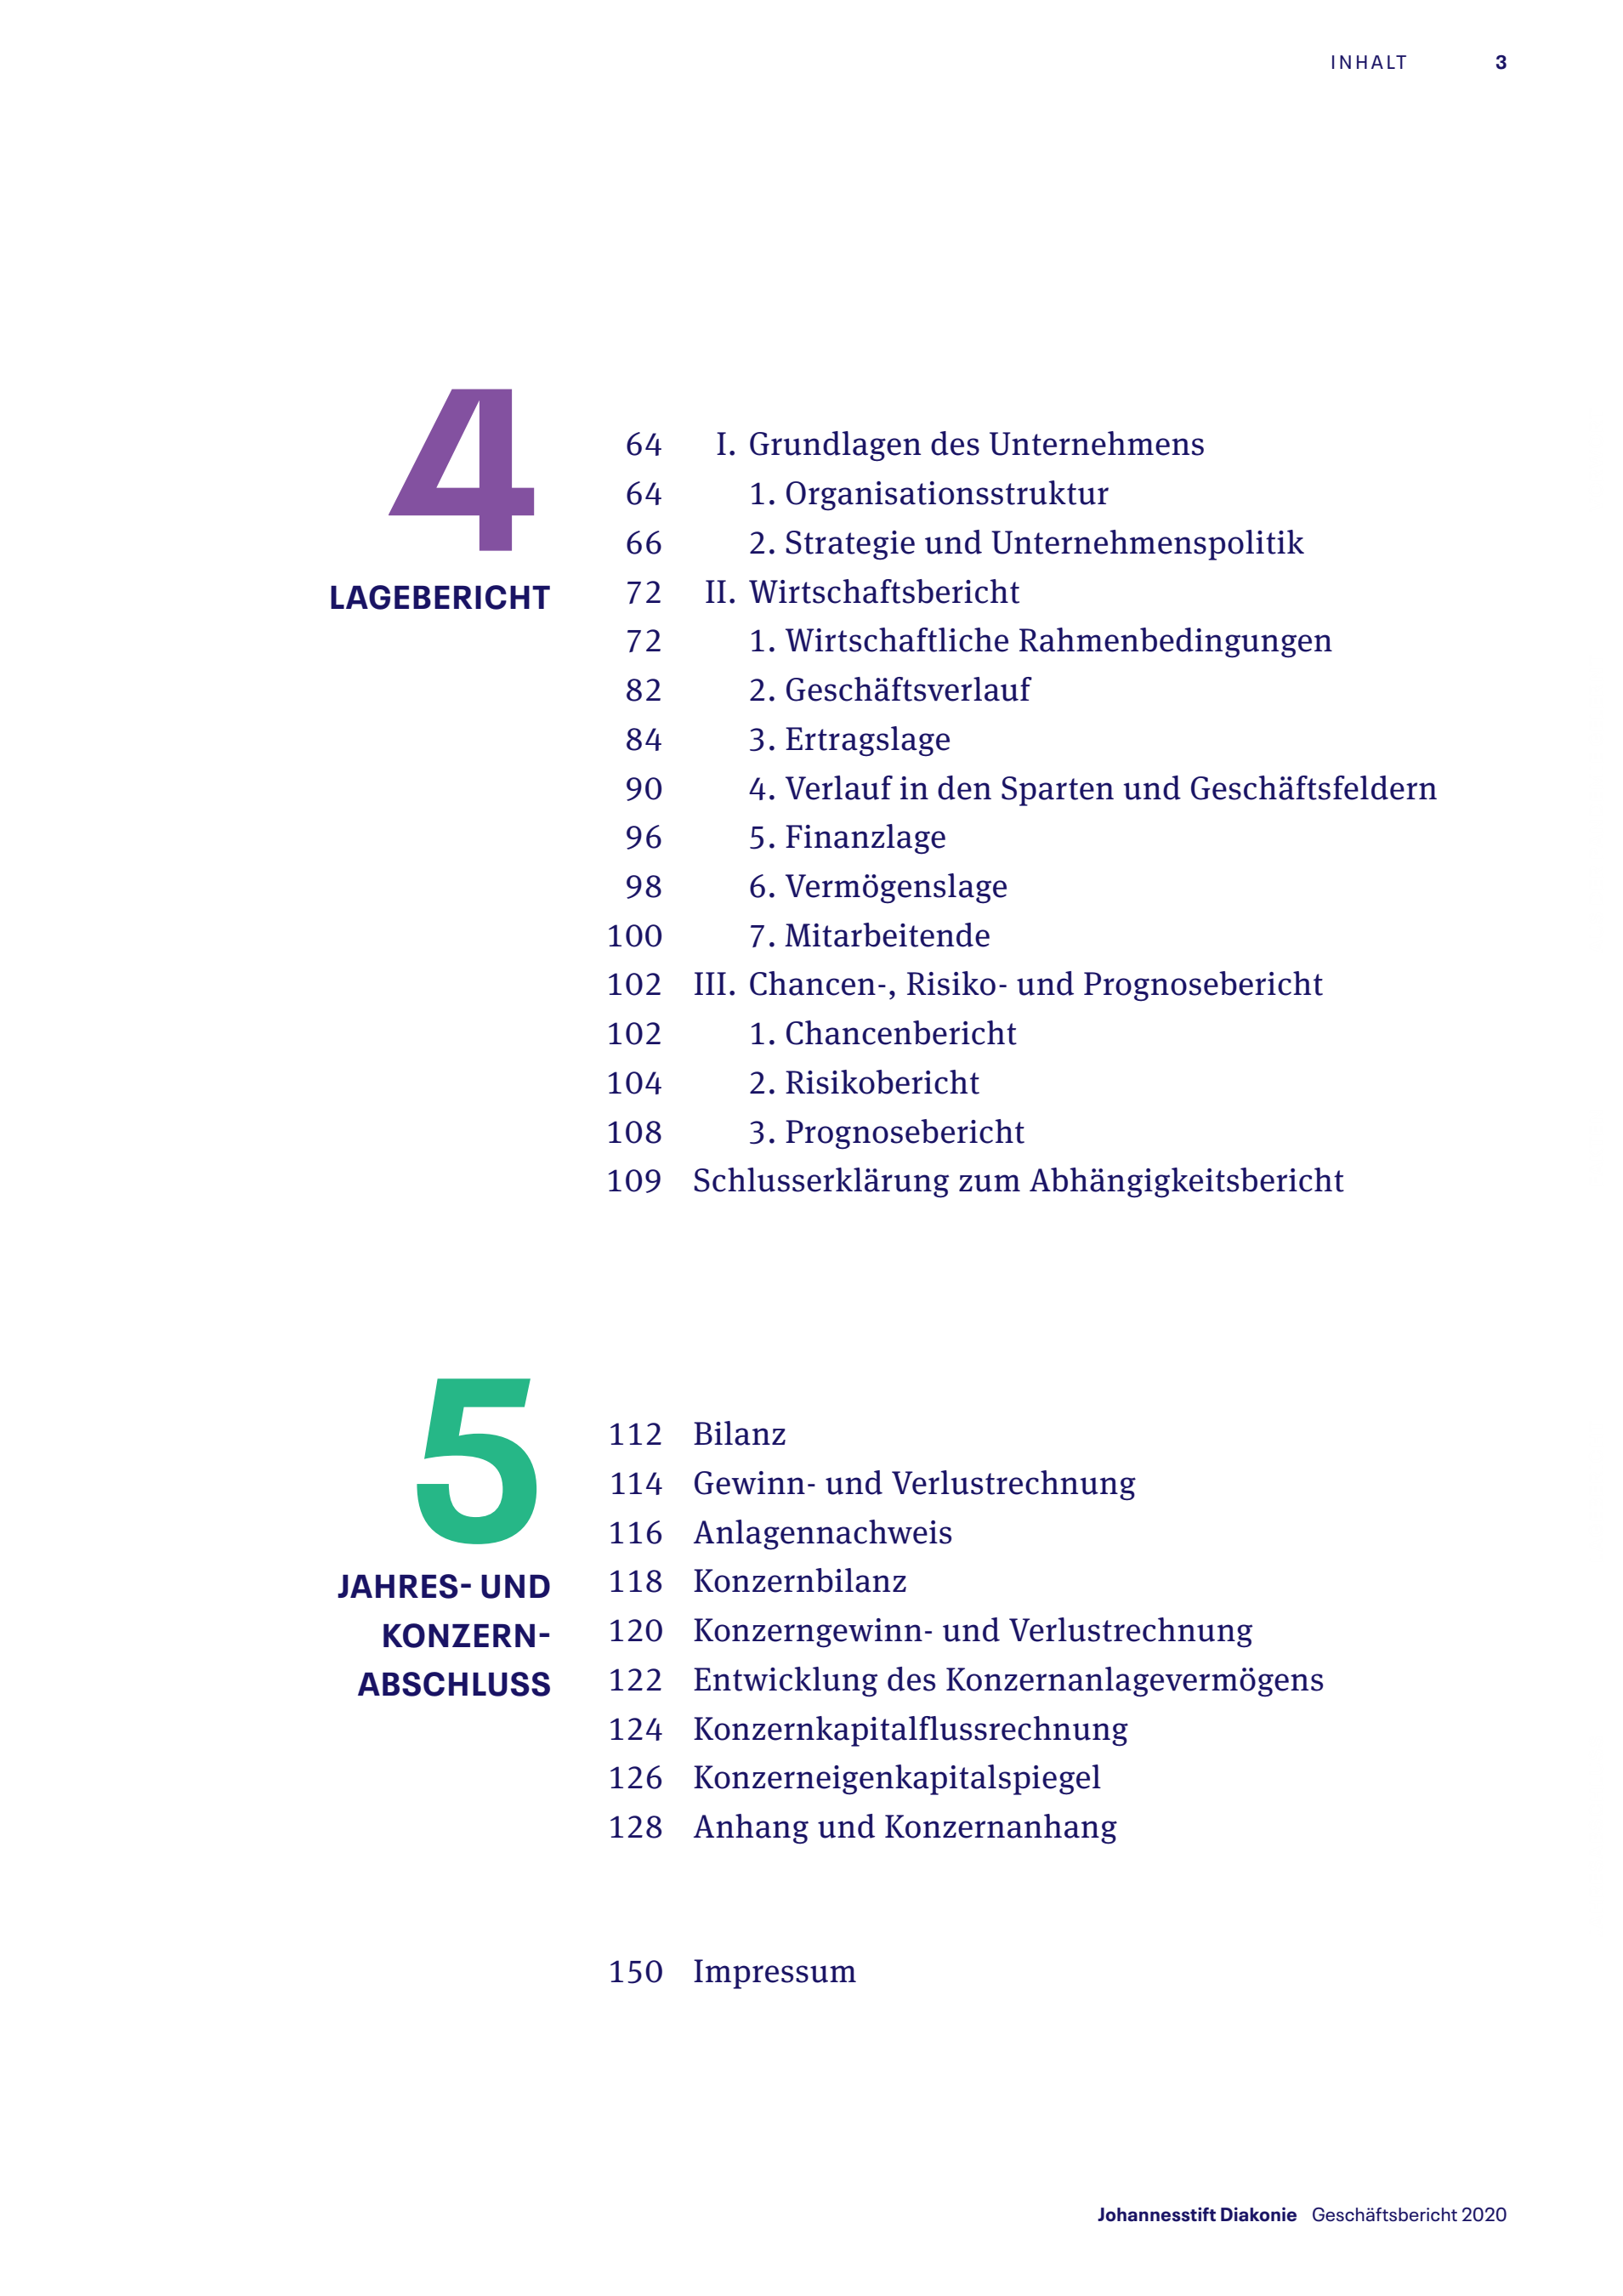 INHALT 3
4
LAGEBERICHT
64 I. Grundlagen des Unternehmens
64 1. Organisationsstruktur
66 2. Strategie und Unternehmenspolitik
72 II. Wirtschaftsbericht
72 1. Wirtschaftliche Rahmenbedingungen
82 2. Geschäftsverlauf
84 3. Ertragslage
90 4. Verlauf in den Sparten und Geschäftsfeldern
96 5. Finanzlage
98 6. Vermögenslage
100 7. Mitarbeitende
102 III. Chancen-, Risiko- und Prognosebericht
102 1. Chancenbericht
104 2. Risikobericht
108 3. Prognosebericht
109 Schlusserklärung zum Abhängigkeitsbericht
5
JAHRES- UND
KONZERN-
ABSCHLUSS
112 Bilanz
114 Gewinn- und Verlustrechnung
116 Anlagennachweis
118 Konzernbilanz
120 Konzerngewinn- und Verlustrechnung
122 Entwicklung des Konzernanlagevermögens
124 Konzernkapitalflussrechnung
126 Konzerneigenkapitalspiegel
128 Anhang und Konzernanhang
150 Impressum
Johannesstift Diakonie Geschäftsbericht 2020